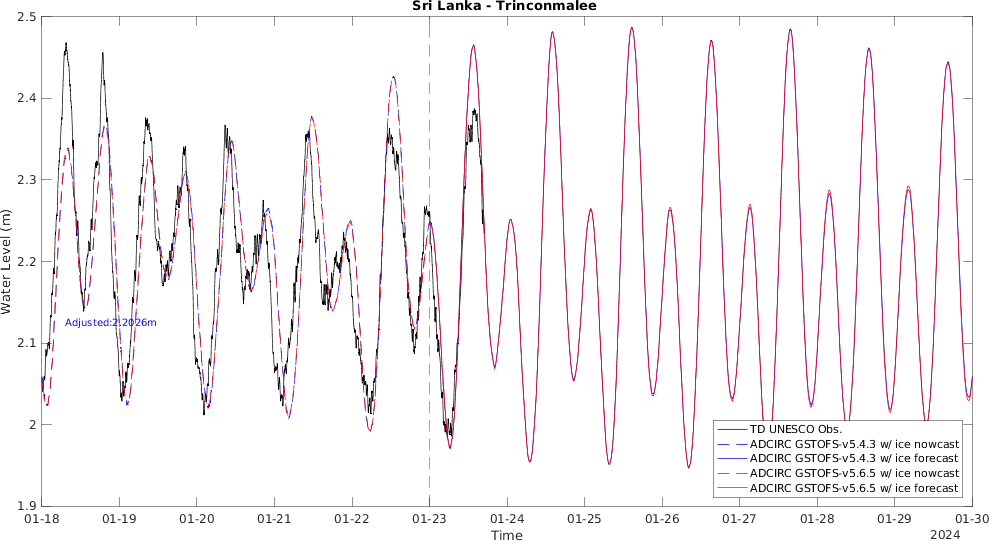 Sri Lanka - Trinconmalee
2.5
2.4
2.3
2.2
2.1
2
1.9
Water Level (m)
Adjusted:2.2026m
TD UNESCO Obs.
ADCIRC GSTOFS-v5.4.3 w/ ice nowcast
ADCIRC GSTOFS-v5.4.3 w/ ice forecast
ADCIRC GSTOFS-v5.6.5 w/ ice nowcast
ADCIRC GSTOFS-v5.6.5 w/ ice forecast
01-18 01-19 01-20 01-21 01-22 01-23 01-24 01-25 01-26 01-27 01-28 01-29 01-30
Time
2024